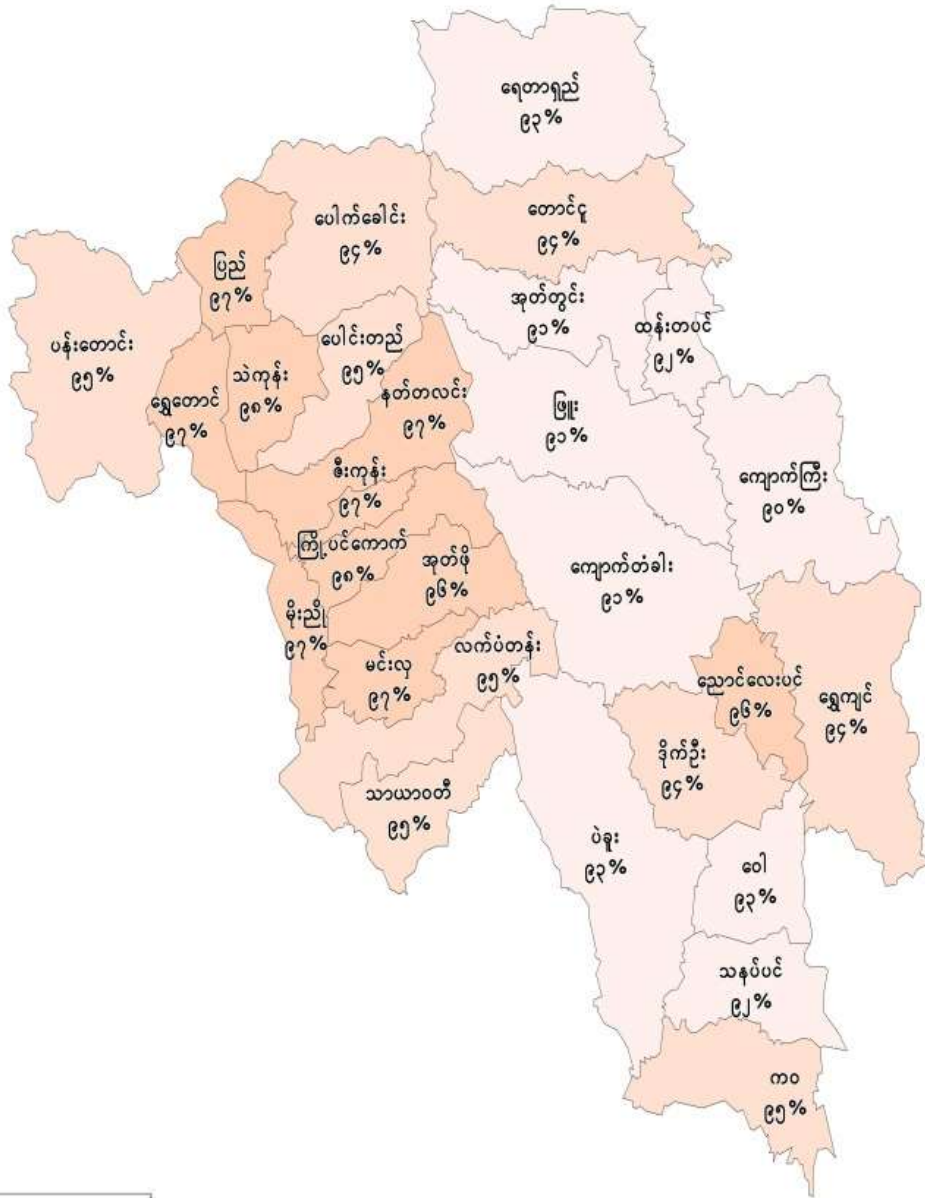 ရေတာရှည်
၉၃%
တောင်ငူ
၉၄%
ပေါက်ခေါင်း
၉၄%
ပြည်
၉၇%
အုတ်တွင်း
၉၁%
ထန်းတပင်
၉၂%
ပန်းတောင်း
၉၅%
ပေါင်းတည်
၉၅%
သဲကုန်း
၉၈%
ရွှေတောင်
၉၇%
နတ်တလင်း
၉၇%
ဖြူး
၉၁%
ဇီးကုန်း
၉၇%
ကျောက်ကြီး
၉၀%
ကြို့ပင်ကောက်
၉၈%
အုတ်ဖို
၉၆%
ကျောက်တံခါး
၉၁%
မိုးညို
၉၇%
မင်းလှ
၉၇%
လက်ပံတန်း
၉၅%
ညောင်လေးပင်
၉၆%
ရွှေကျင်
၉၄%
ဒိုက်ဦး
၉၄%
သာယာဝတီ
၉၅%
ပဲခူး
၉၃%
ဝေါ
၉၃%
သနပ်ပင်
၉၂%
ကဝ
၉၅%